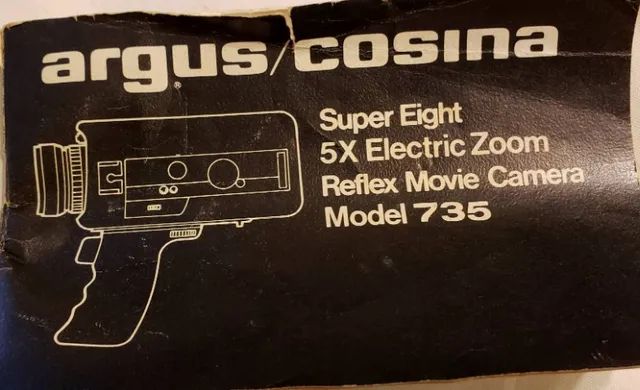 argus/cosina
®
Super Eight
5X Electric Zoom
Reflex Movie Camera
Model 735